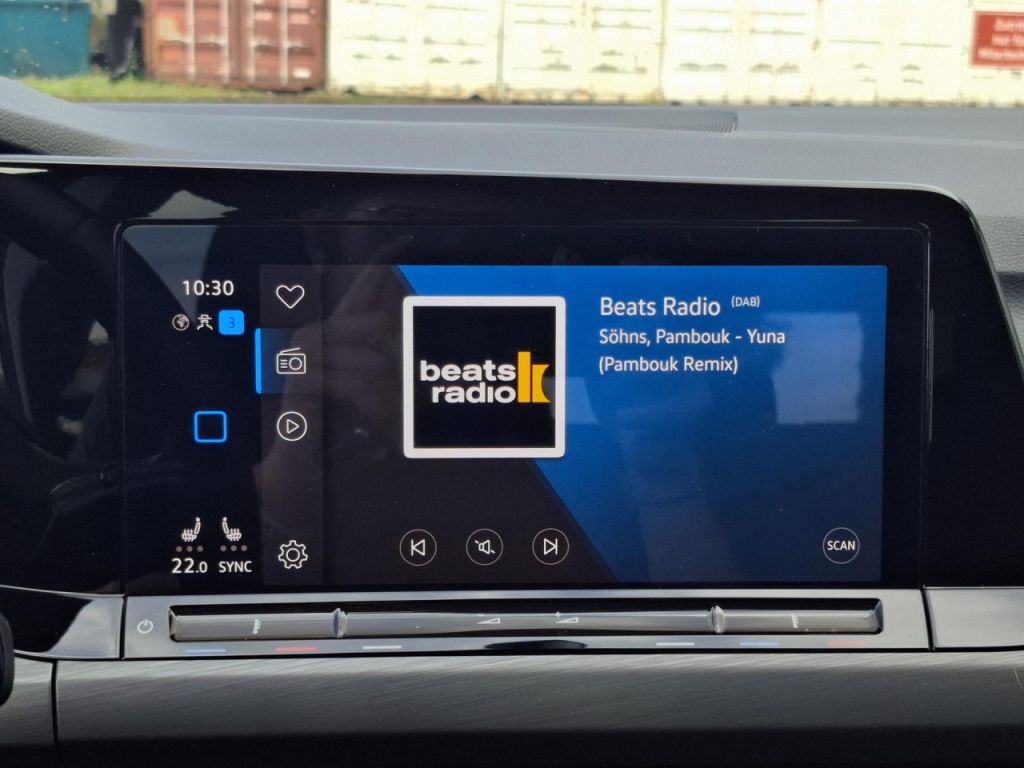 10:30
3
Beats Radio (DAB)
Söhns, Pambouk - Yuna
(Pambouk Remix)
beats
radio
SCAN
22.0 SYNC